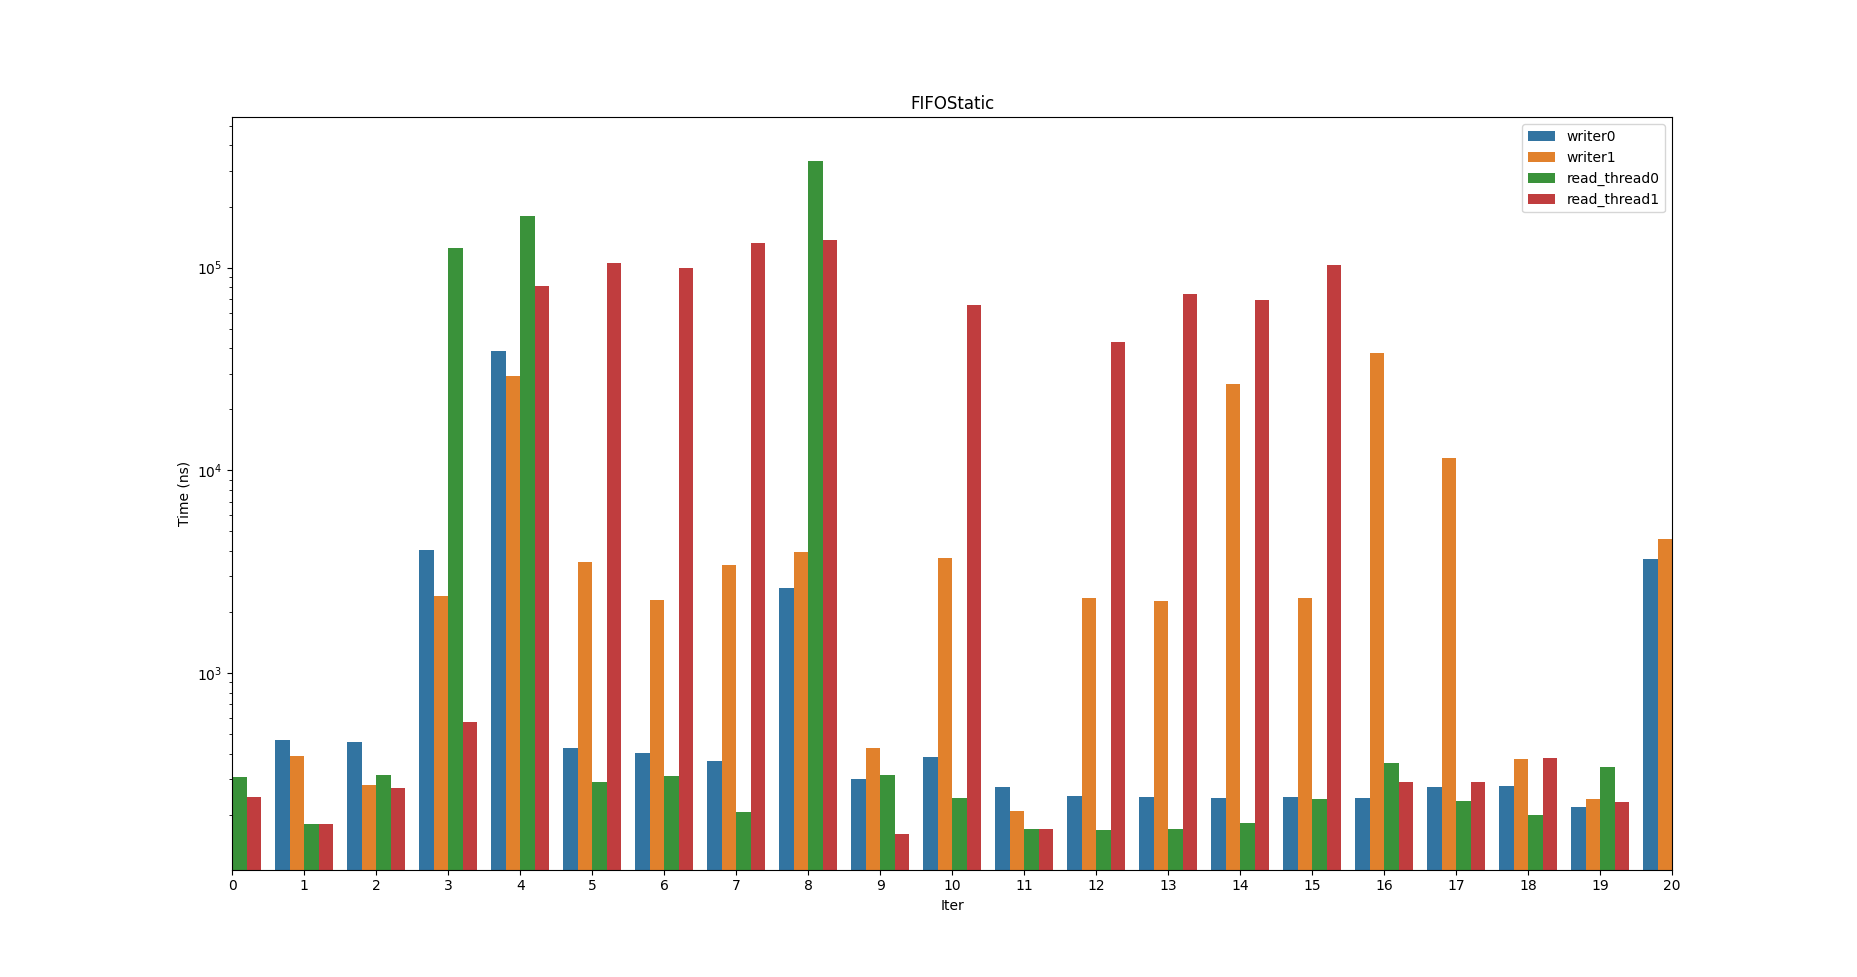 FIFOStatic
writer0
writer1
read_thread0
read_thread1
10^5
10^4
10^3
Time (ns)
0 1 2 3 4 5 6 7 8 9 10 11 12 13 14 15 16 17 18 19 20
Iter